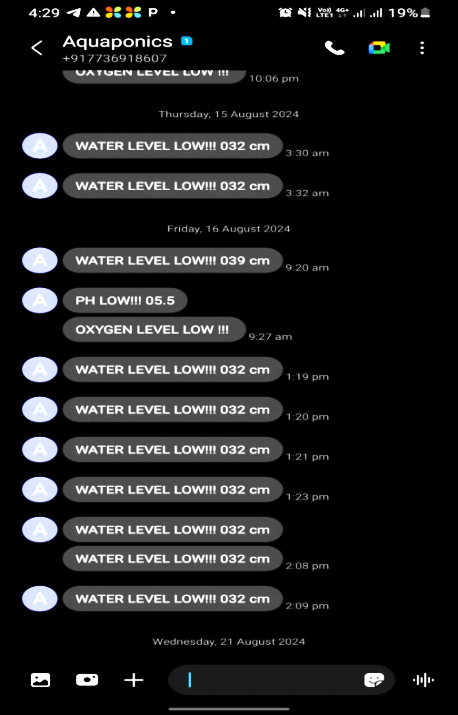 4:29 P • Vo)) LTE1 4G+ 19%
Aquaponics 1
+917736918607
OXYGEN LEVEL LOW !!!
10:06 pm
Thursday, 15 August 2024
A WATER LEVEL LOW!!! 032 cm
3:30 am
A WATER LEVEL LOW!!! 032 cm
3:32 am
Friday, 16 August 2024
A WATER LEVEL LOW!!! 039 cm
9:20 am
A PH LOW!!! 05.5
OXYGEN LEVEL LOW !!!
9:27 am
A WATER LEVEL LOW!!! 032 cm
1:19 pm
A WATER LEVEL LOW!!! 032 cm
1:20 pm
A WATER LEVEL LOW!!! 032 cm
1:21 pm
A WATER LEVEL LOW!!! 032 cm
1:23 pm
A WATER LEVEL LOW!!! 032 cm
WATER LEVEL LOW!!! 032 cm
2:08 pm
A WATER LEVEL LOW!!! 032 cm
2:09 pm
Wednesday, 21 August 2024